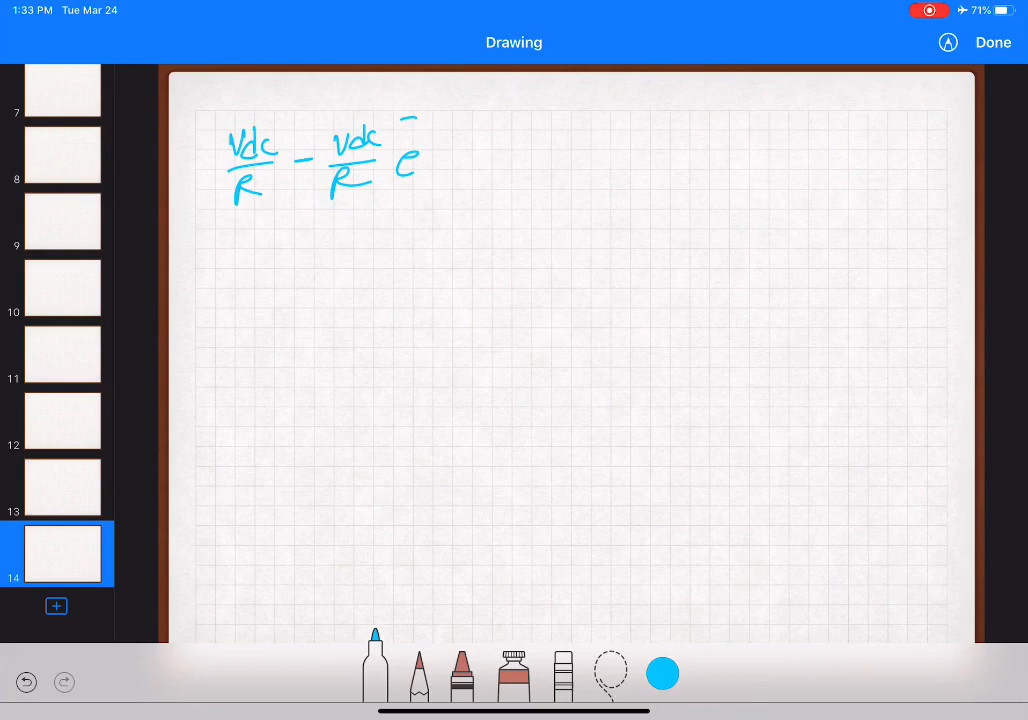 1:33 PM Tue Mar 24
71%
Drawing
Done
7
8
9
10
11
12
13
14
Vdc/R - Vdc/R e^-